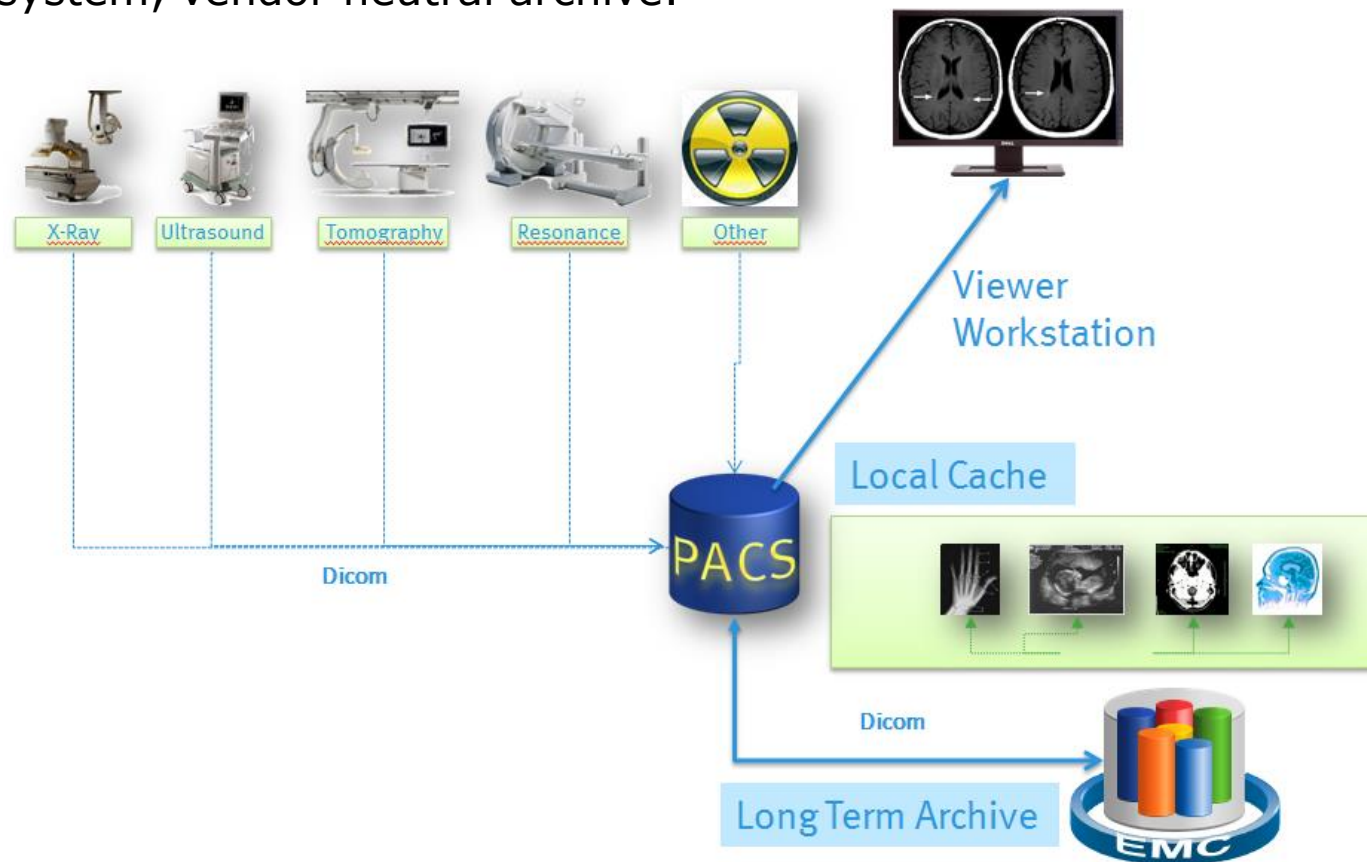 system, vendor neutral archive.
X-Ray
Ultrasound
Tomography
Resonance
Other
DELL
Viewer
Workstation
Local Cache
PACS
Dicom
Dicom
Long Term Archive
EMC